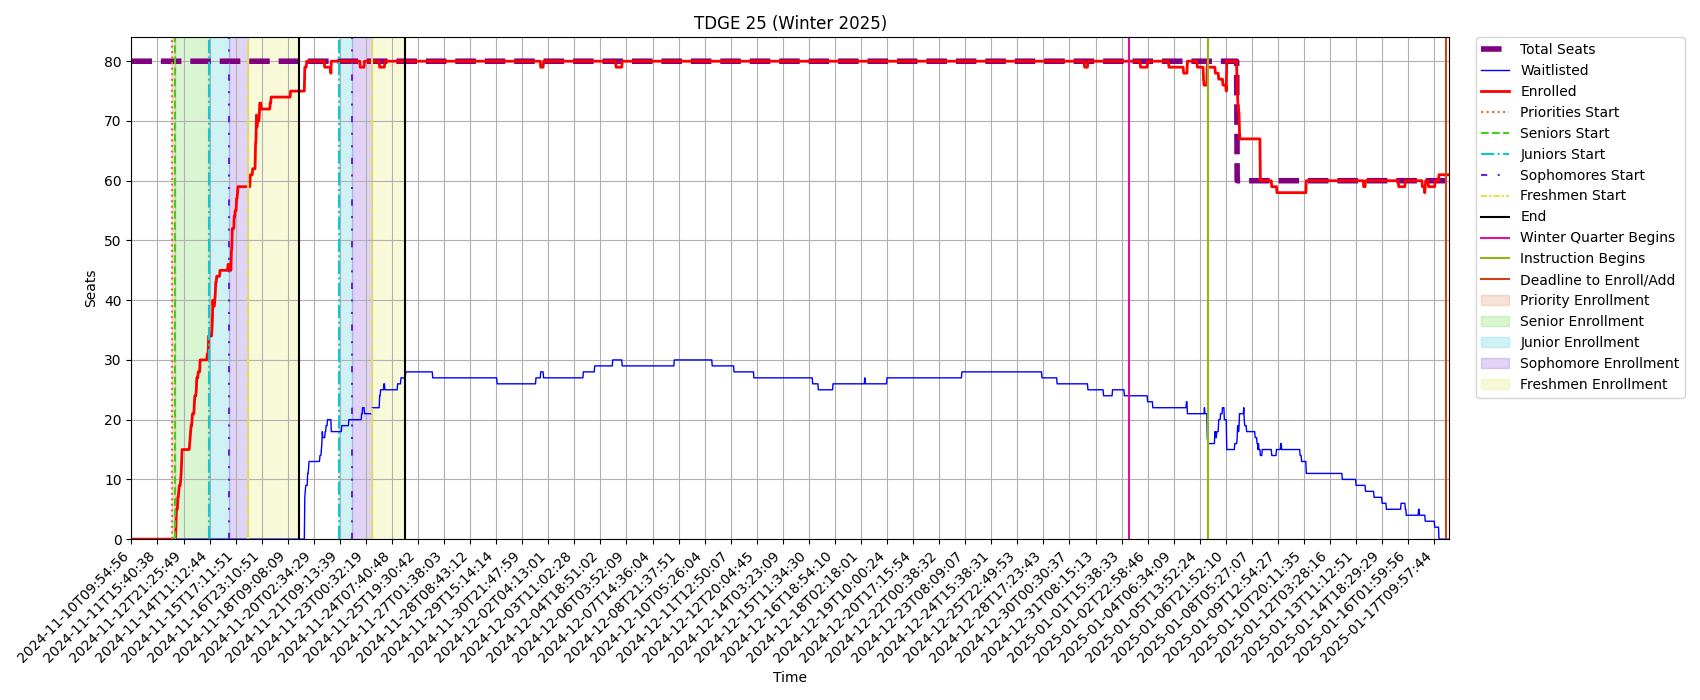 TDGE 25 (Winter 2025)
Seats
80
70
60
50
40
30
20
10
0
2024-11-10T09:54:56
2024-11-11T15:40:38
2024-11-12T21:25:49
2024-11-14T11:12:44
2024-11-15T17:11:51
2024-11-16T23:10:51
2024-11-18T09:08:09
2024-11-20T02:34:29
2024-11-21T09:13:39
2024-11-23T00:32:19
2024-11-24T07:40:48
2024-11-25T19:30:42
2024-11-27T01:38:03
2024-11-28T08:43:12
2024-11-29T15:14:14
2024-11-30T21:47:59
2024-12-02T04:13:01
2024-12-03T11:02:28
2024-12-04T18:51:02
2024-12-06T03:52:09
2024-12-07T14:36:04
2024-12-08T21:37:51
2024-12-10T05:26:04
2024-12-11T12:50:07
2024-12-12T20:04:45
2024-12-14T03:23:09
2024-12-15T11:34:30
2024-12-16T18:54:10
2024-12-18T02:18:01
2024-12-19T10:00:24
2024-12-20T17:15:54
2024-12-22T00:38:32
2024-12-23T08:09:07
2024-12-24T15:38:31
2024-12-25T22:49:53
2024-12-28T17:23:43
2024-12-30T00:30:37
2024-12-31T08:15:13
2025-01-01T15:38:33
2025-01-02T22:58:46
2025-01-04T06:34:09
2025-01-05T13:52:24
2025-01-06T21:52:10
2025-01-08T05:27:07
2025-01-09T12:54:27
2025-01-10T20:11:35
2025-01-12T03:28:16
2025-01-13T11:12:51
2025-01-14T18:29:29
2025-01-16T01:59:56
2025-01-17T09:57:44
Time
Total Seats
Waitlisted
Enrolled
Priorities Start
Seniors Start
Juniors Start
Sophomores Start
Freshmen Start
End
Winter Quarter Begins
Instruction Begins
Deadline to Enroll/Add
Priority Enrollment
Senior Enrollment
Junior Enrollment
Sophomore Enrollment
Freshmen Enrollment